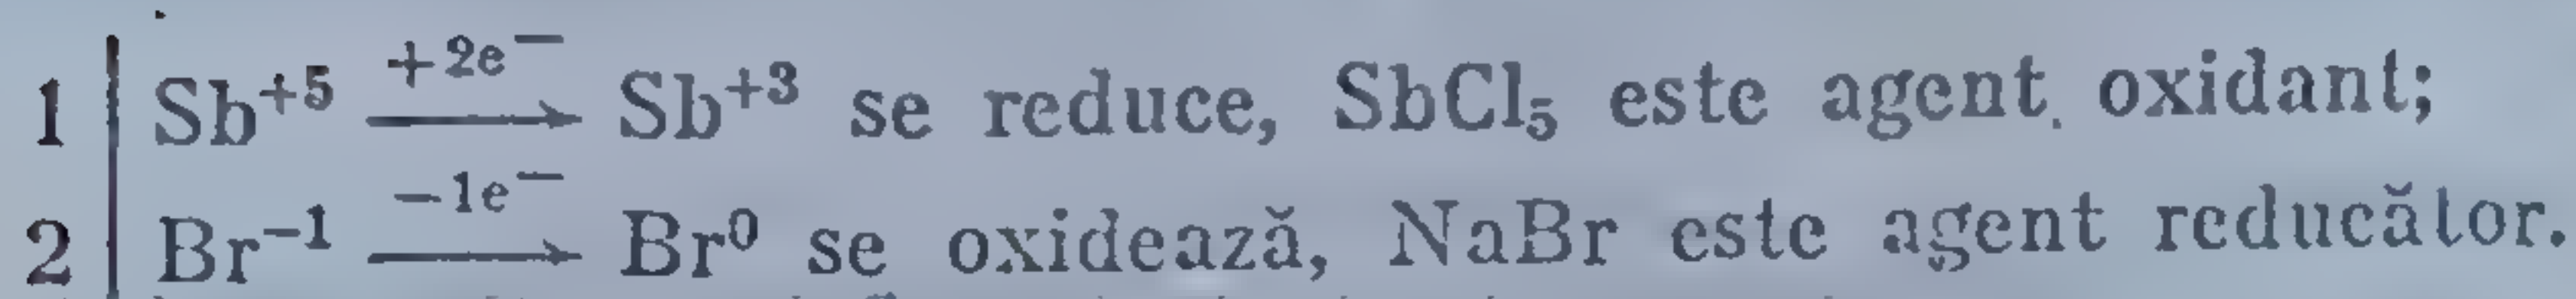 1 | Sb⁺⁵ +2e⁻ → Sb⁺³ se reduce, SbCl₅ este agent oxidant;
2 | Br⁻¹ −1e⁻ → Br⁰ se oxidează, NaBr este agent reducător.